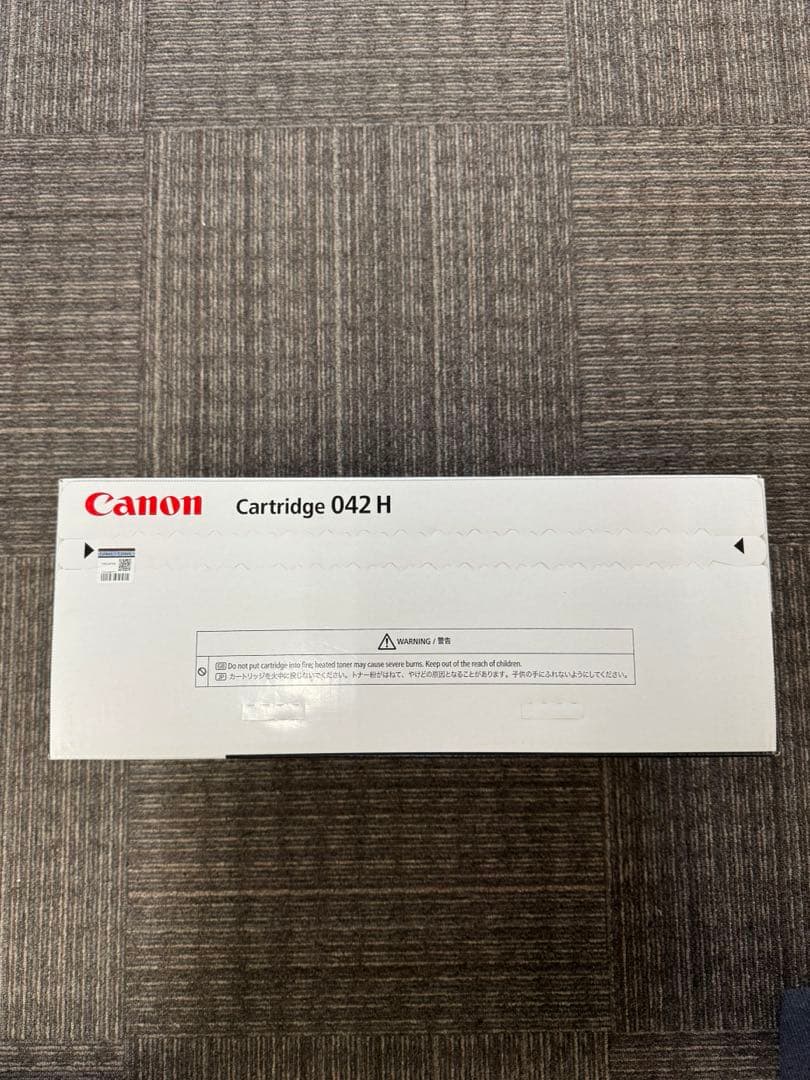 Canon Cartridge 042 H
WARNING / 警告
GB Do not put cartridge into fire; heated toner may cause severe burns. Keep out of the reach of children.
JP カートリッジを火中に投じないでください。トナー粉がはねて、やけどの原因となることがあります。子供の手にふれないようにしてください。